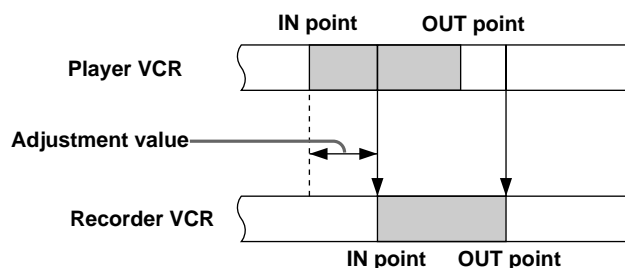 IN point
OUT point
Player VCR
Adjustment value
Recorder VCR
IN point
OUT point